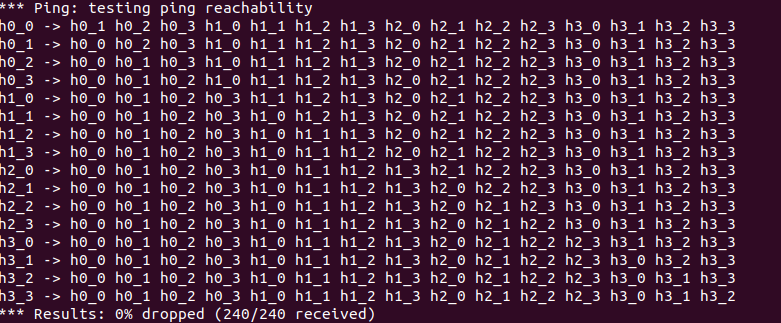 *** Ping: testing ping reachability
h0_0 -> h0_1 h0_2 h0_3 h1_0 h1_1 h1_2 h1_3 h2_0 h2_1 h2_2 h2_3 h3_0 h3_1 h3_2 h3_3
h0_1 -> h0_0 h0_2 h0_3 h1_0 h1_1 h1_2 h1_3 h2_0 h2_1 h2_2 h2_3 h3_0 h3_1 h3_2 h3_3
h0_2 -> h0_0 h0_1 h0_3 h1_0 h1_1 h1_2 h1_3 h2_0 h2_1 h2_2 h2_3 h3_0 h3_1 h3_2 h3_3
h0_3 -> h0_0 h0_1 h0_2 h1_0 h1_1 h1_2 h1_3 h2_0 h2_1 h2_2 h2_3 h3_0 h3_1 h3_2 h3_3
h1_0 -> h0_0 h0_1 h0_2 h0_3 h1_1 h1_2 h1_3 h2_0 h2_1 h2_2 h2_3 h3_0 h3_1 h3_2 h3_3
h1_1 -> h0_0 h0_1 h0_2 h0_3 h1_0 h1_2 h1_3 h2_0 h2_1 h2_2 h2_3 h3_0 h3_1 h3_2 h3_3
h1_2 -> h0_0 h0_1 h0_2 h0_3 h1_0 h1_1 h1_3 h2_0 h2_1 h2_2 h2_3 h3_0 h3_1 h3_2 h3_3
h1_3 -> h0_0 h0_1 h0_2 h0_3 h1_0 h1_1 h1_2 h2_0 h2_1 h2_2 h2_3 h3_0 h3_1 h3_2 h3_3
h2_0 -> h0_0 h0_1 h0_2 h0_3 h1_0 h1_1 h1_2 h1_3 h2_1 h2_2 h2_3 h3_0 h3_1 h3_2 h3_3
h2_1 -> h0_0 h0_1 h0_2 h0_3 h1_0 h1_1 h1_2 h1_3 h2_0 h2_2 h2_3 h3_0 h3_1 h3_2 h3_3
h2_2 -> h0_0 h0_1 h0_2 h0_3 h1_0 h1_1 h1_2 h1_3 h2_0 h2_1 h2_3 h3_0 h3_1 h3_2 h3_3
h2_3 -> h0_0 h0_1 h0_2 h0_3 h1_0 h1_1 h1_2 h1_3 h2_0 h2_1 h2_2 h3_0 h3_1 h3_2 h3_3
h3_0 -> h0_0 h0_1 h0_2 h0_3 h1_0 h1_1 h1_2 h1_3 h2_0 h2_1 h2_2 h2_3 h3_1 h3_2 h3_3
h3_1 -> h0_0 h0_1 h0_2 h0_3 h1_0 h1_1 h1_2 h1_3 h2_0 h2_1 h2_2 h2_3 h3_0 h3_2 h3_3
h3_2 -> h0_0 h0_1 h0_2 h0_3 h1_0 h1_1 h1_2 h1_3 h2_0 h2_1 h2_2 h2_3 h3_0 h3_1 h3_3
h3_3 -> h0_0 h0_1 h0_2 h0_3 h1_0 h1_1 h1_2 h1_3 h2_0 h2_1 h2_2 h2_3 h3_0 h3_1 h3_2
*** Results: 0% dropped (240/240 received)